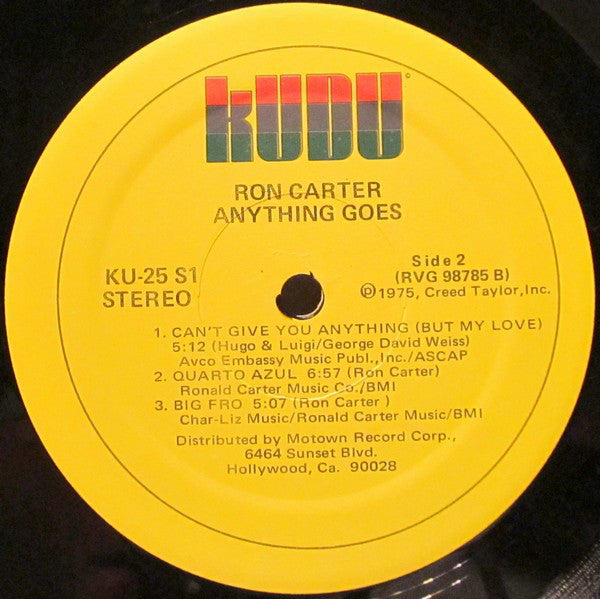 kUDU ©
RON CARTER
ANYTHING GOES
KU-25 S1
STEREO
Side 2
(RVG 98785 B)
℗1975, Creed Taylor,Inc.
1. CAN'T GIVE YOU ANYTHING (BUT MY LOVE)
5:12 (Hugo & Luigi/George David Weiss)
Avco Embassy Music Publ.,Inc./ASCAP
2. QUARTO AZUL 6:57 (Ron Carter)
Ronald Carter Music Co./BMI
3. BIG FRO 5:07 (Ron Carter )
Char-Liz Music/Ronald Carter Music/BMI
Distributed by Motown Record Corp.,
6464 Sunset Blvd.
Hollywood, Ca. 90028